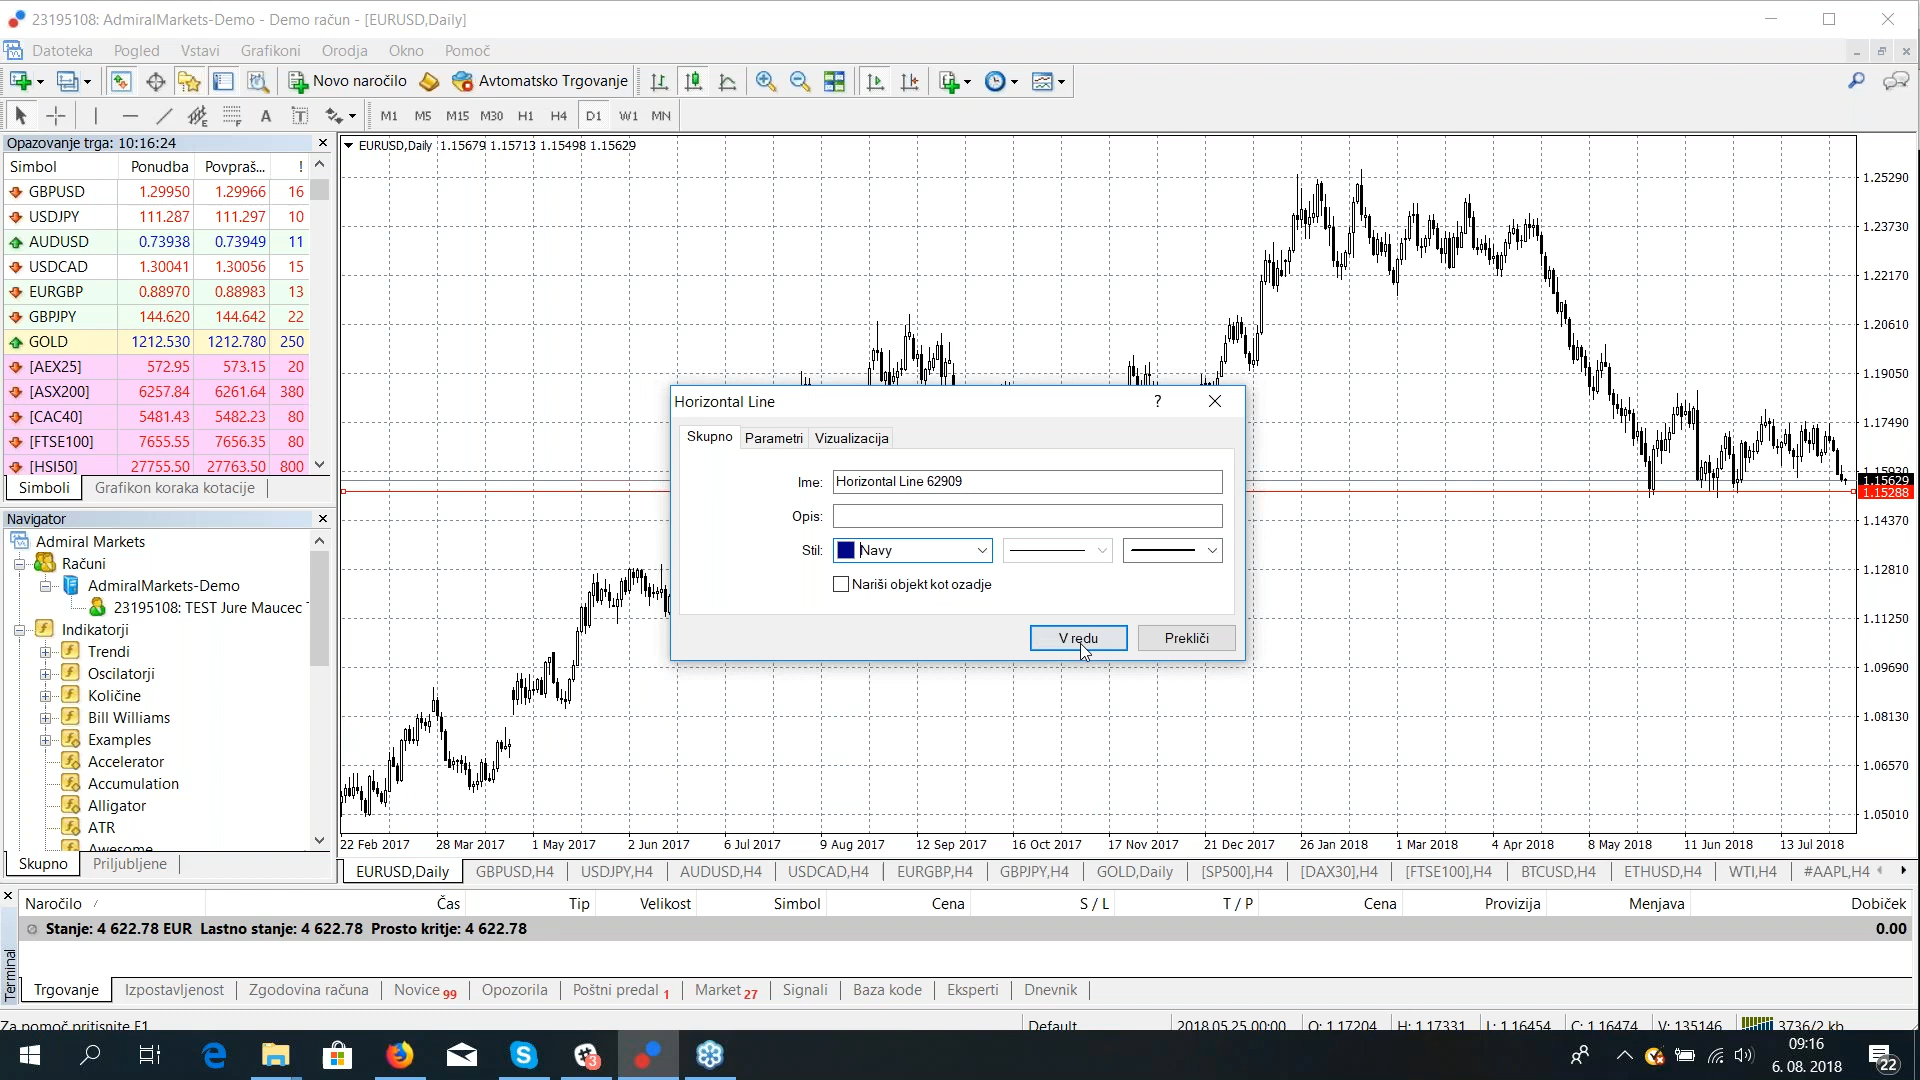 23195108: AdmiralMarkets-Demo - Demo račun - [EURUSD,Daily]
Datoteka Pogled Vstavi Grafikoni Orodja Okno Pomoč
Novo naročilo Avtomatsko Trgovanje
A T M1 M5 M15 M30 H1 H4 D1 W1 MN
Opazovanje trga: 10:16:24
Simbol Ponudba Povpraš... !
GBPUSD 1.29950 1.29966 16
USDJPY 111.287 111.297 10
AUDUSD 0.73938 0.73949 11
USDCAD 1.30041 1.30056 15
EURGBP 0.88970 0.88983 13
GBPJPY 144.620 144.642 22
GOLD 1212.530 1212.780 250
[AEX25] 572.95 573.15 20
[ASX200] 6257.84 6261.64 380
[CAC40] 5481.43 5482.23 80
[FTSE100] 7655.55 7656.35 80
[HSI50] 27755.50 27763.50 800
Simboli Grafikon koraka kotacije
Navigator
Admiral Markets
Računi
AdmiralMarkets-Demo
23195108: TEST Jure Maucec
Indikatorji
Trendi
Oscilatorji
Količine
Bill Williams
Examples
Accelerator
Accumulation
Alligator
ATR
Awesome
Skupno Priljubljene
EURUSD,Daily 1.15679 1.15713 1.15498 1.15629
1.25290
1.23730
1.22170
1.20610
1.19050
1.17490
1.15930
1.15629
1.15288
1.14370
1.12810
1.11250
1.09690
1.08130
1.06570
1.05010
Horizontal Line ?
Skupno Parametri Vizualizacija
Ime: Horizontal Line 62909
Opis:
Stil: Navy
Nariši objekt kot ozadje
V redu Prekliči
22 Feb 2017 28 Mar 2017 1 May 2017 2 Jun 2017 6 Jul 2017 9 Aug 2017 12 Sep 2017 16 Oct 2017 17 Nov 2017 21 Dec 2017 26 Jan 2018 1 Mar 2018 4 Apr 2018 8 May 2018 11 Jun 2018 13 Jul 2018
EURUSD,Daily GBPUSD,H4 USDJPY,H4 AUDUSD,H4 USDCAD,H4 EURGBP,H4 GBPJPY,H4 GOLD,Daily [SP500],H4 [DAX30],H4 [FTSE100],H4 BTCUSD,H4 ETHUSD,H4 WTI,H4 #AAPL,H4
Naročilo / Čas Tip Velikost Simbol Cena S / L T / P Cena Provizija Menjava Dobiček
Stanje: 4 622.78 EUR Lastno stanje: 4 622.78 Prosto kritje: 4 622.78 0.00
Terminal
Trgovanje Izpostavljenost Zgodovina računa Novice 99 Opozorila Poštni predal 1 Market 27 Signali Baza kode Eksperti Dnevnik
Za pomoč pritisnite F1 Default 2018.05.25 00:00 O: 1.17204 H: 1.17331 L: 1.16454 C: 1.16474 V: 135146 3736/2 kb
3
09:16
6. 08. 2018
22